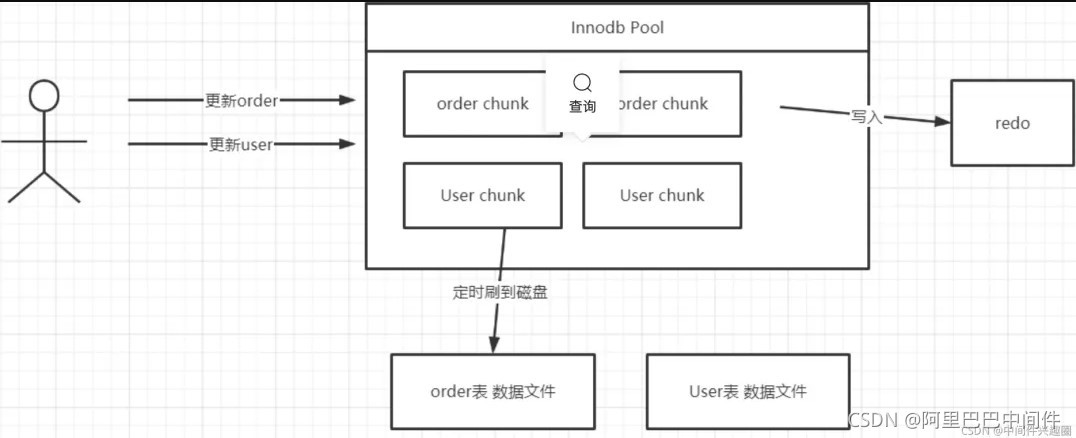 Innodb Pool
更新order
order chunk
查询
order chunk
写入
redo
更新user
User chunk
User chunk
定时刷到磁盘
order表 数据文件
User表 数据文件
CSDN @阿里巴巴中间件
CSDN @中间件兴趣圈